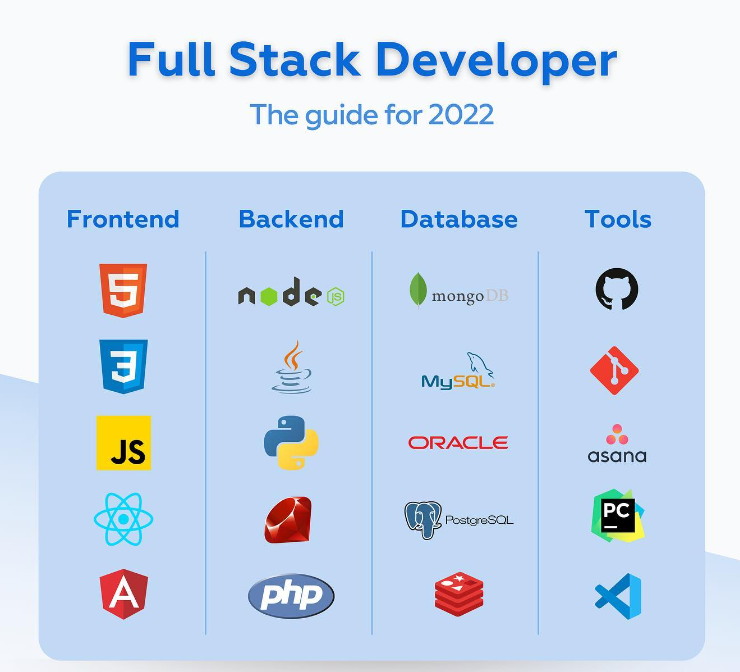 Full Stack Developer
The guide for 2022
Frontend Backend Database Tools
5 node JS mongoDB
3 MySQL®
JS ORACLE asana
PostgreSQL PC
A php